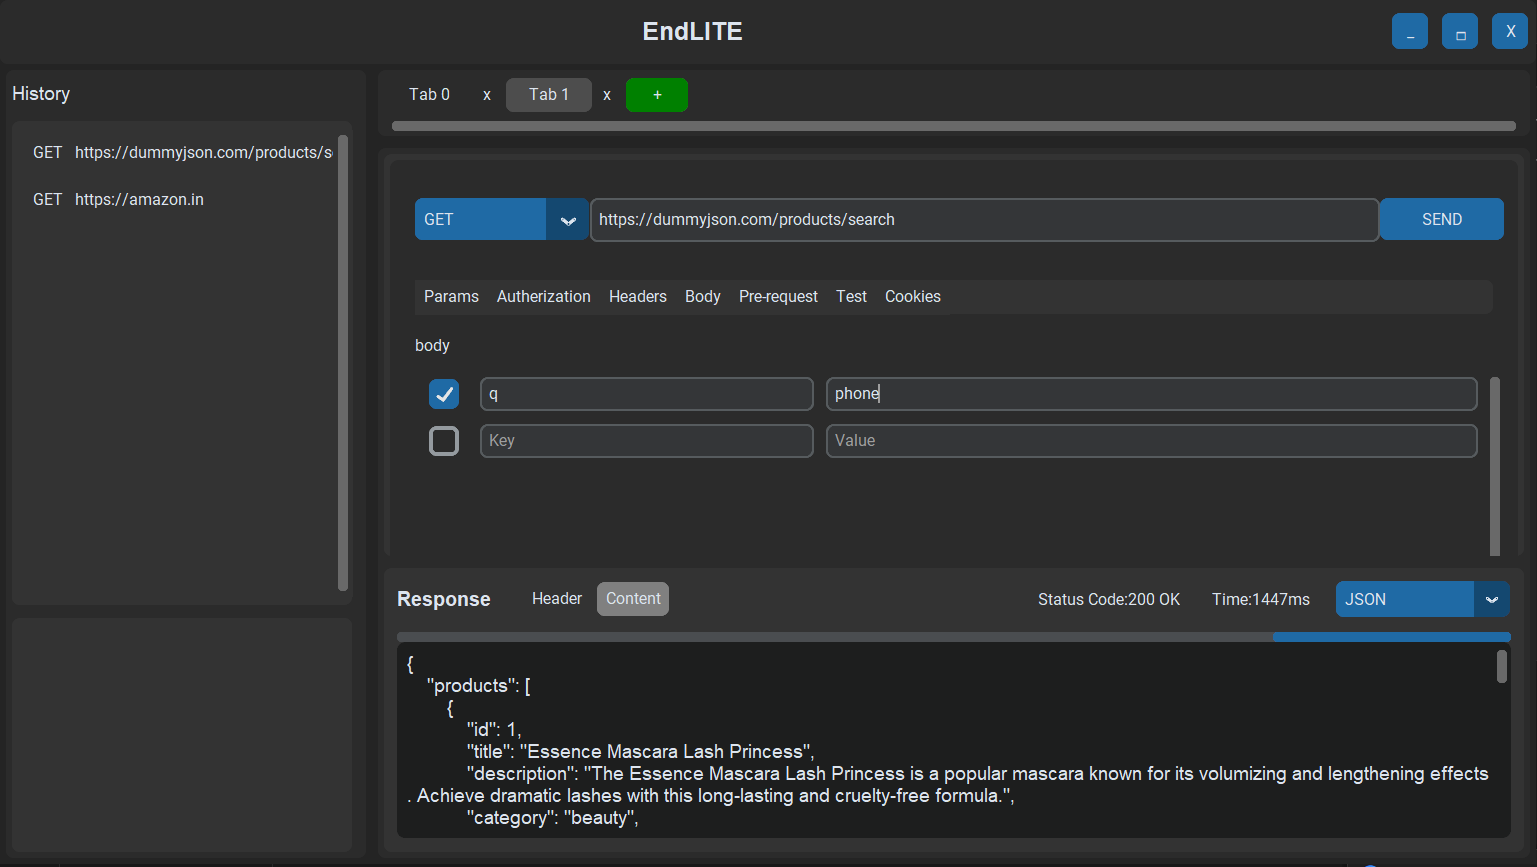 EndLITE
_ □ X
History
GET https://dummyjson.com/products/s
GET https://amazon.in
Tab 0 x Tab 1 x +
GET https://dummyjson.com/products/search SEND
Params Autherization Headers Body Pre-request Test Cookies
body
q phone
Key Value
Response Header Content Status Code:200 OK Time:1447ms JSON
{
"products": [
{
"id": 1,
"title": "Essence Mascara Lash Princess",
"description": "The Essence Mascara Lash Princess is a popular mascara known for its volumizing and lengthening effects
. Achieve dramatic lashes with this long-lasting and cruelty-free formula.",
"category": "beauty",